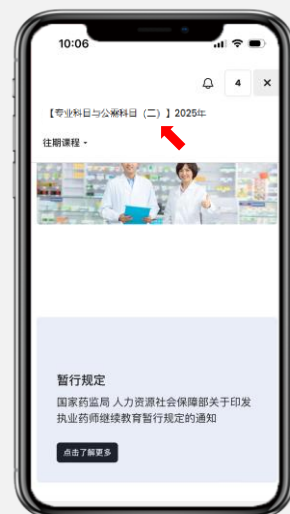 10:06
4 ×
【专业科目与公需科目（二）】2025年
往期课程
暂行规定
国家药监局 人力资源社会保障部关于印发
执业药师继续教育暂行规定的通知
点击了解更多